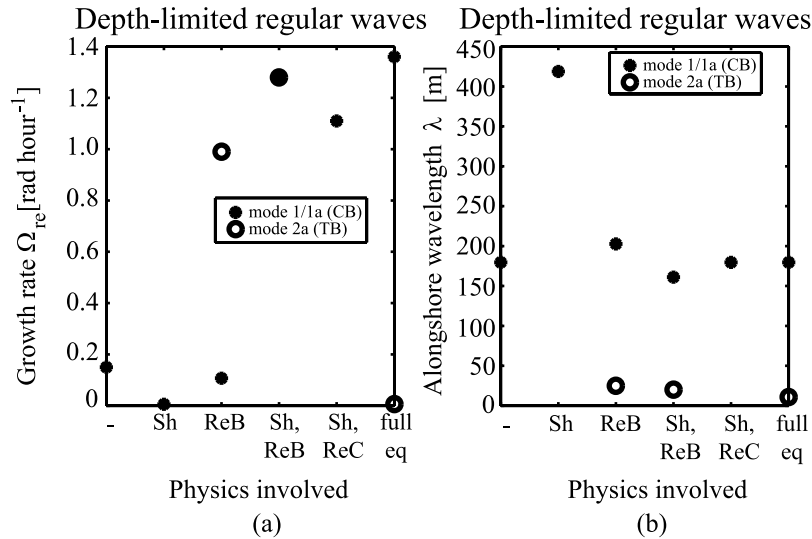 Depth-limited regular waves
Growth rate Ω_re [rad hour⁻¹]
1.4
1.2
1.0
0.8
0.6
0.4
0.2
0
mode 1/1a (CB)
mode 2a (TB)
- Sh ReB Sh, Sh, full
ReB ReC eq
Physics involved
(a)
Depth-limited regular waves
Alongshore wavelength λ [m]
450
400
350
300
250
200
150
100
50
0
mode 1/1a (CB)
mode 2a (TB)
- Sh ReB Sh, Sh, full
ReB ReC eq
Physics involved
(b)